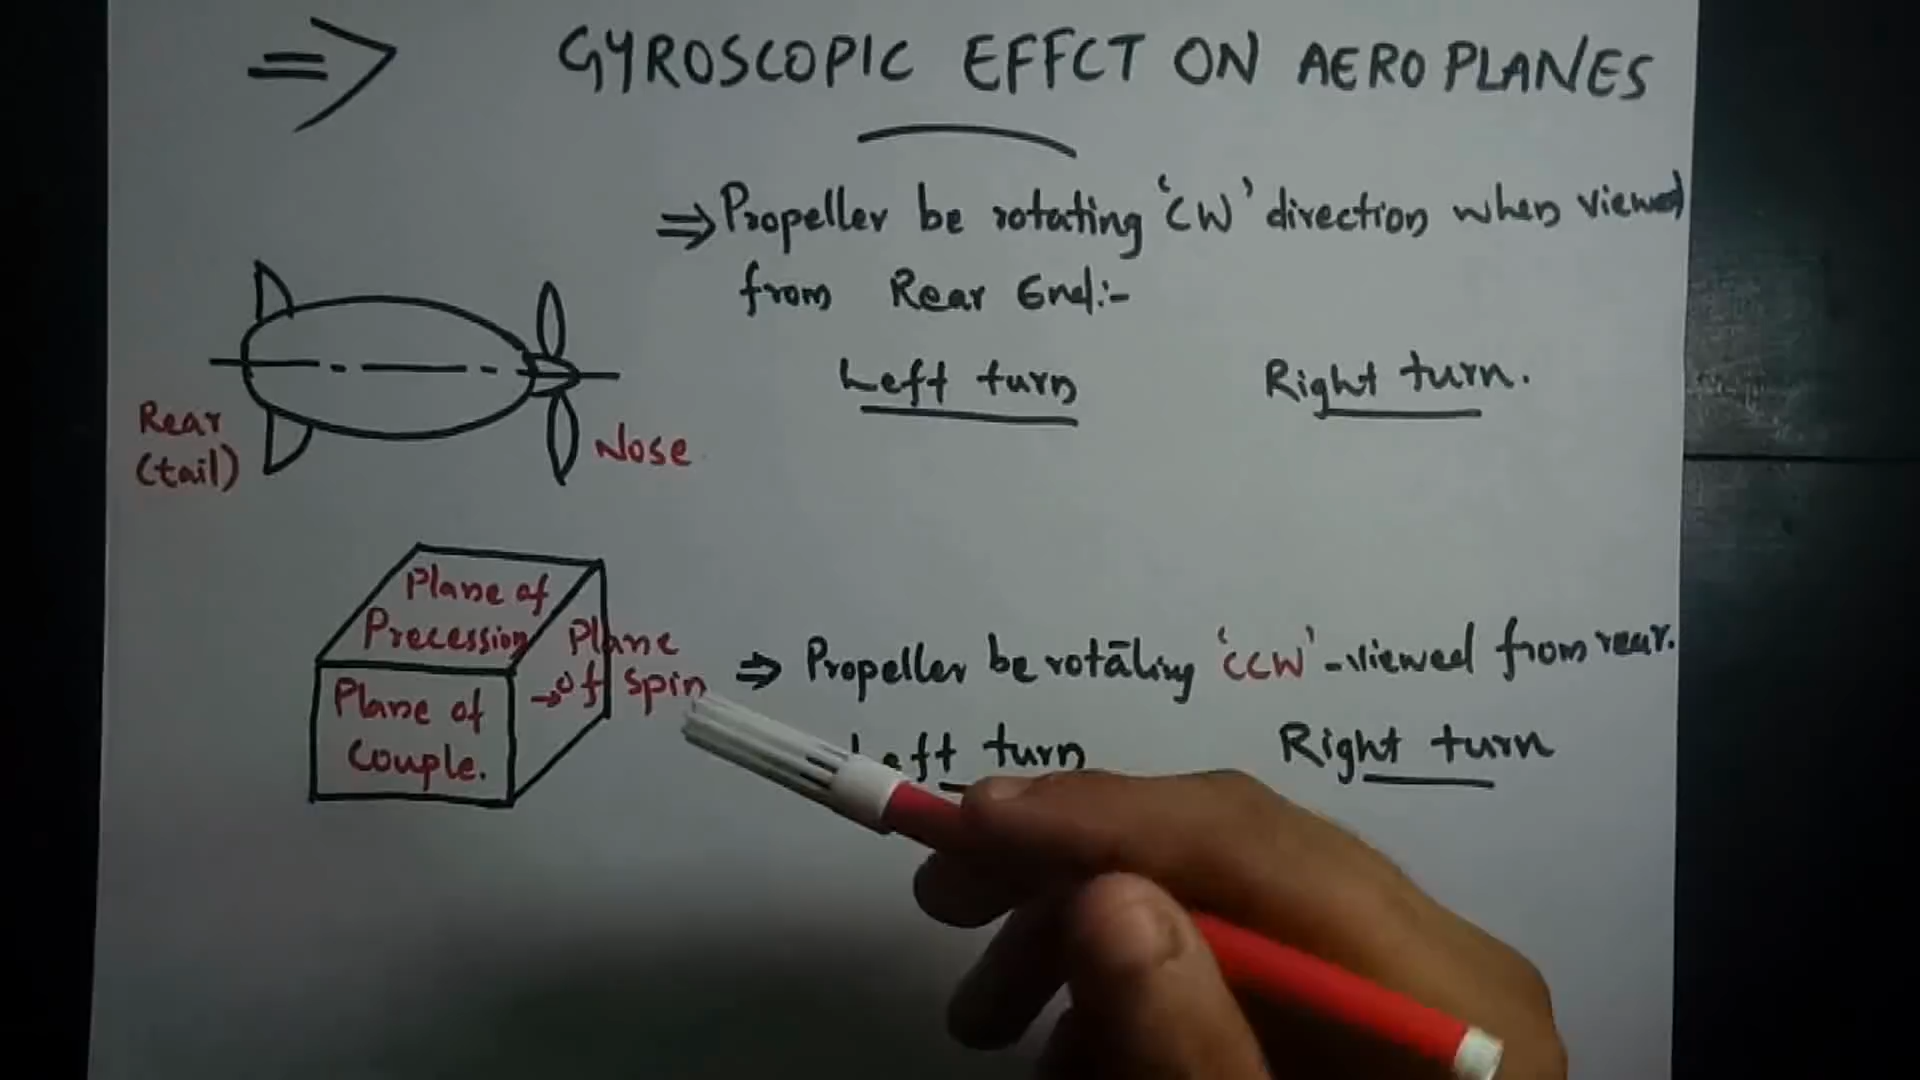 ⇒ GYROSCOPIC EFFCT ON AEROPLANES
⇒ Propeller be rotating 'CW' direction when viewed
from Rear End:-
Left turn Right turn.
Rear
(tail)
Nose
Plane of
Precession
Plane
→ of spin
Plane of
Couple.
⇒ Propeller be rotating 'CCW' - viewed from rear.
Left turn Right turn